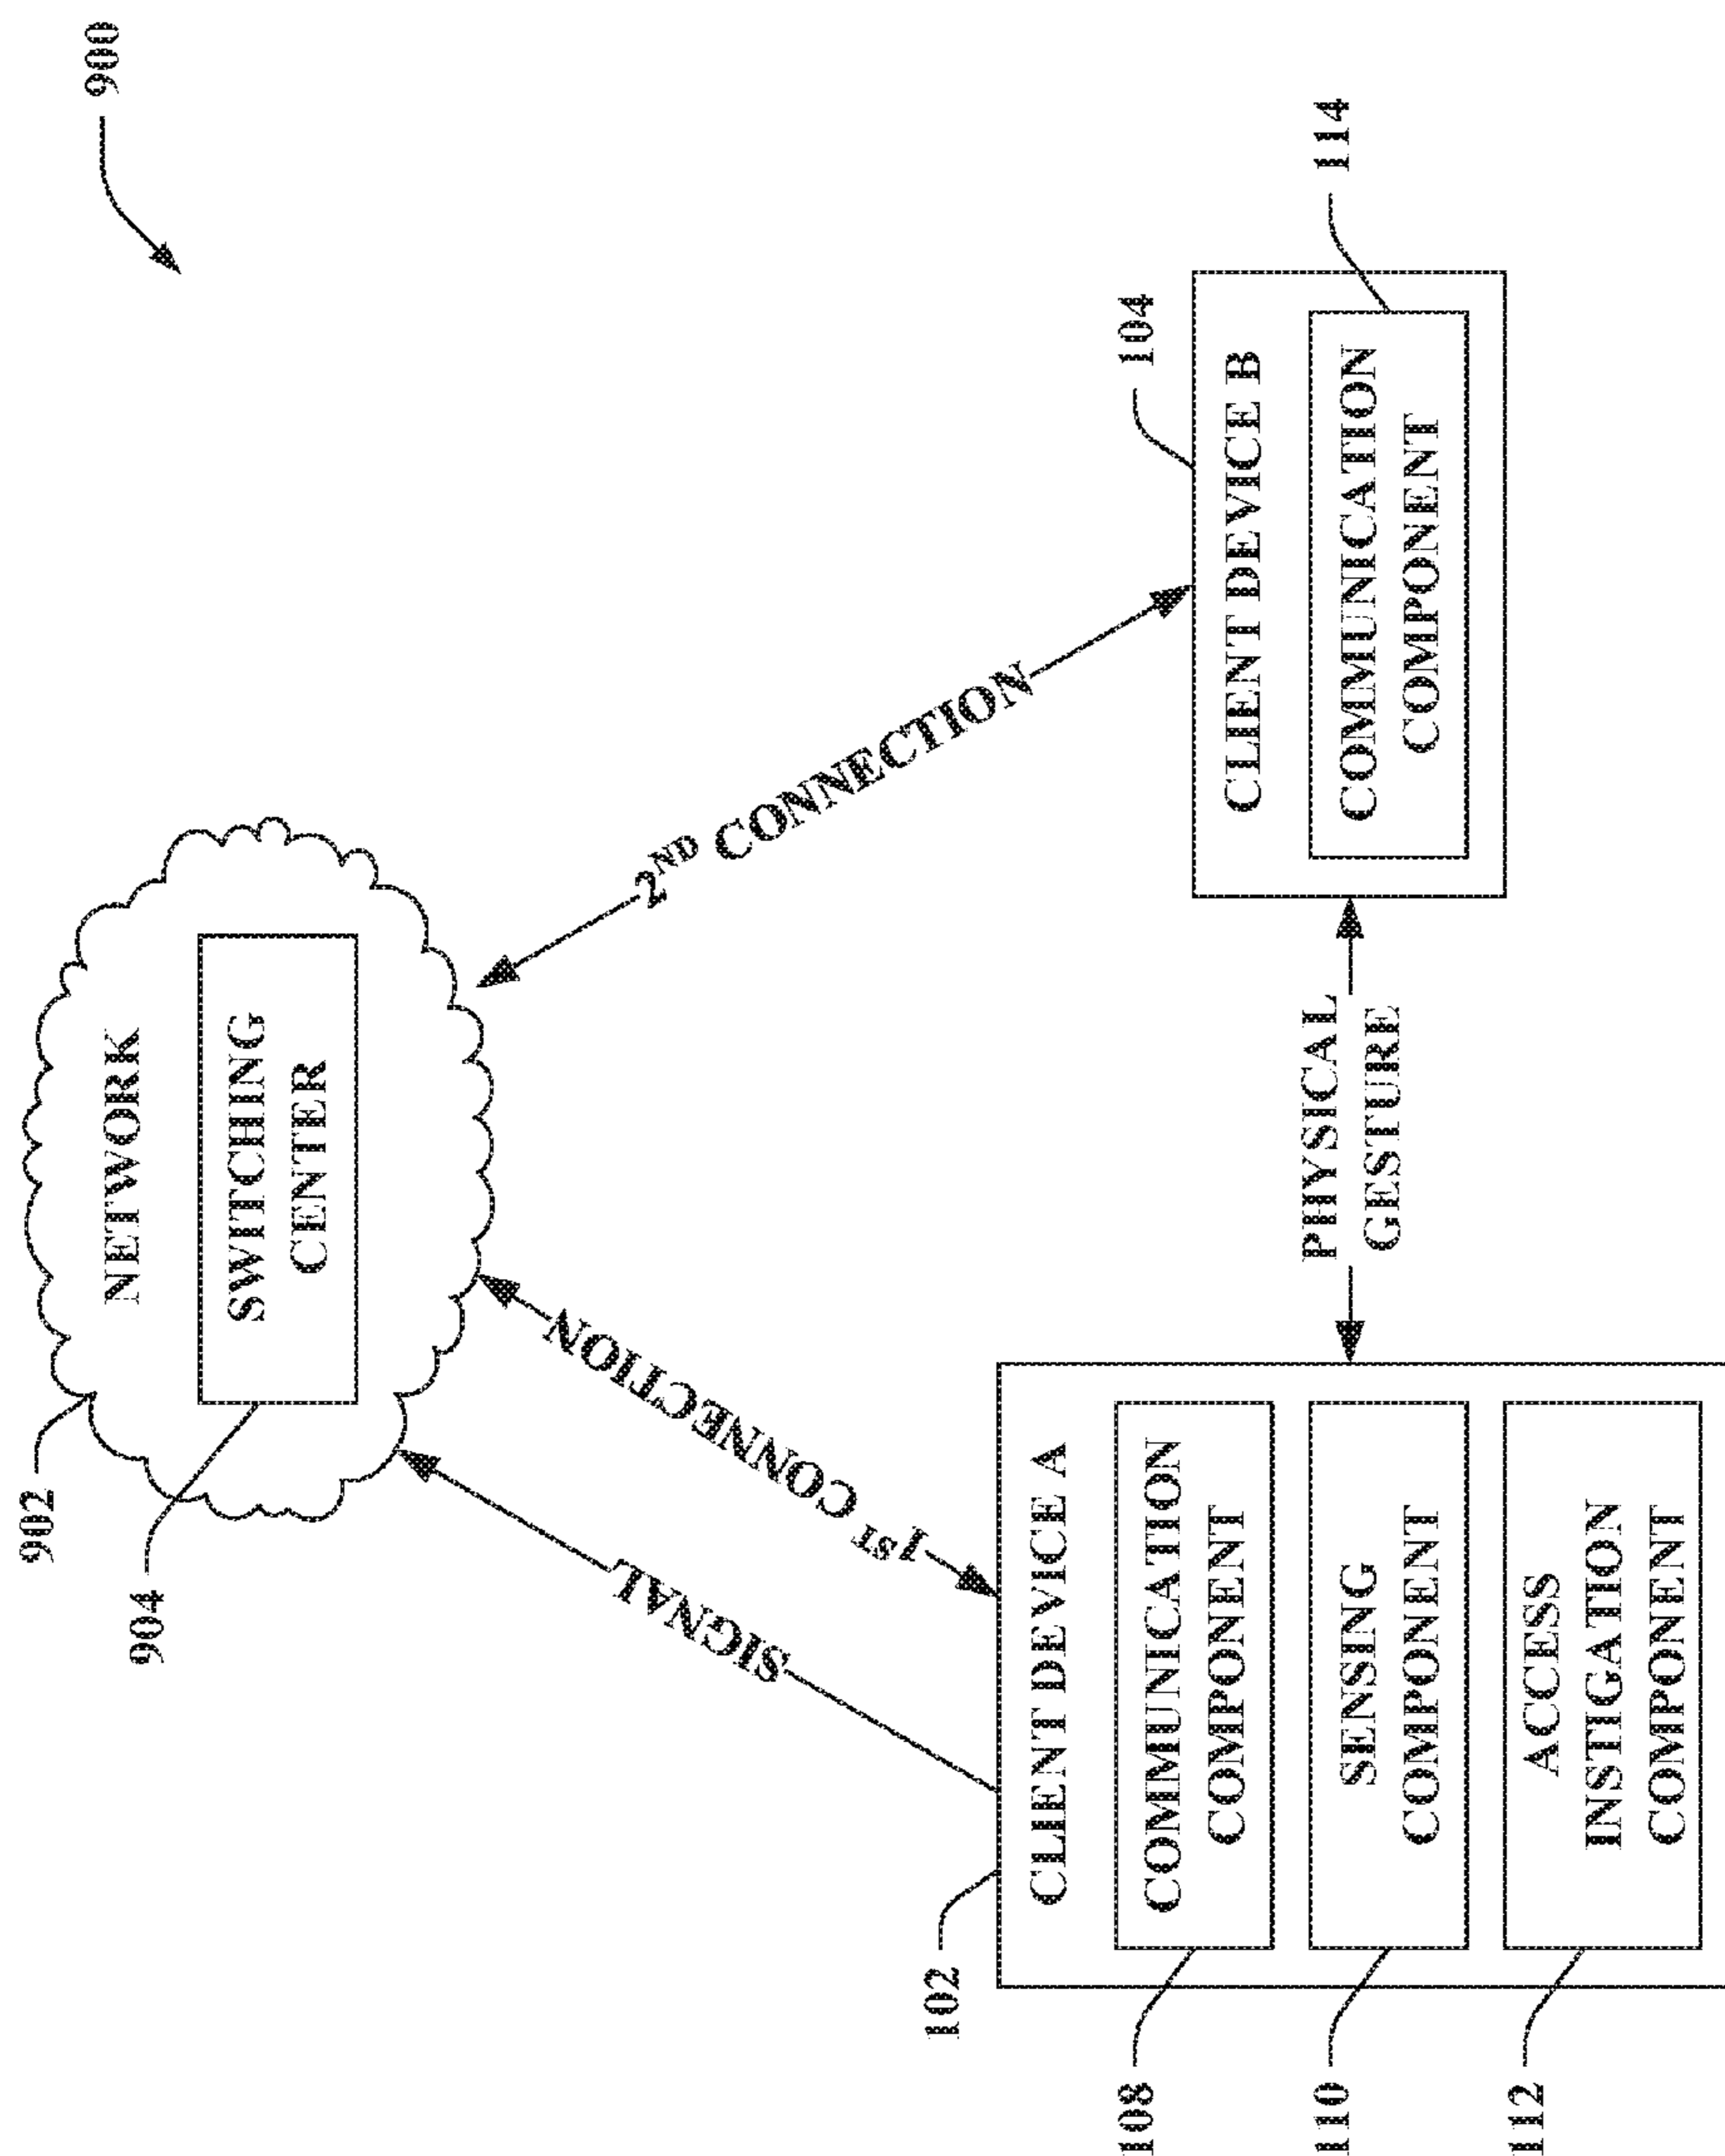 900
902
NETWORK
904
SWITCHING
CENTER
SIGNAL
1ST CONNECTION
2ND CONNECTION
102
CLIENT DEVICE A
108
COMMUNICATION
COMPONENT
110
SENSING
COMPONENT
112
ACCESS
INSTIGATION
COMPONENT
PHYSICAL
GESTURE
104
CLIENT DEVICE B
COMMUNICATION
COMPONENT
114